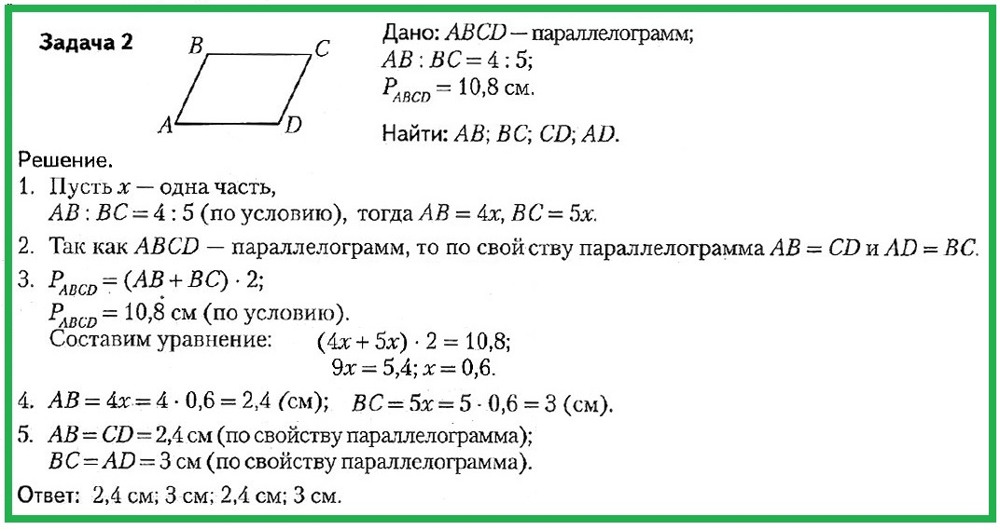 Задача 2
B
C
A
D
Дано: ABCD — параллелограмм;
AB : BC = 4 : 5;
P_ABCD = 10,8 см.
Найти: AB; BC; CD; AD.
Решение.
1. Пусть x — одна часть,
AB : BC = 4 : 5 (по условию), тогда AB = 4x, BC = 5x.
2. Так как ABCD — параллелограмм, то по свойству параллелограмма AB = CD и AD = BC.
3. P_ABCD = (AB + BC) · 2;
P_ABCD = 10,8 см (по условию).
Составим уравнение: (4x + 5x) · 2 = 10,8;
9x = 5,4; x = 0,6.
4. AB = 4x = 4 · 0,6 = 2,4 (см); BC = 5x = 5 · 0,6 = 3 (см).
5. AB = CD = 2,4 см (по свойству параллелограмма);
BC = AD = 3 см (по свойству параллелограмма).
Ответ: 2,4 см; 3 см; 2,4 см; 3 см.